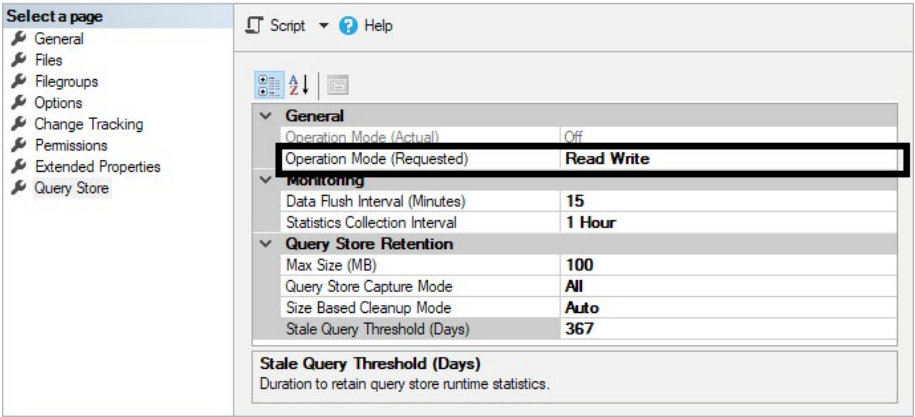 Select a page
General
Files
Filegroups
Options
Change Tracking
Permissions
Extended Properties
Query Store
Script Help
General
Operation Mode (Actual) Off
Operation Mode (Requested) Read Write
Monitoring
Data Flush Interval (Minutes) 15
Statistics Collection Interval 1 Hour
Query Store Retention
Max Size (MB) 100
Query Store Capture Mode All
Size Based Cleanup Mode Auto
Stale Query Threshold (Days) 367
Stale Query Threshold (Days)
Duration to retain query store runtime statistics.